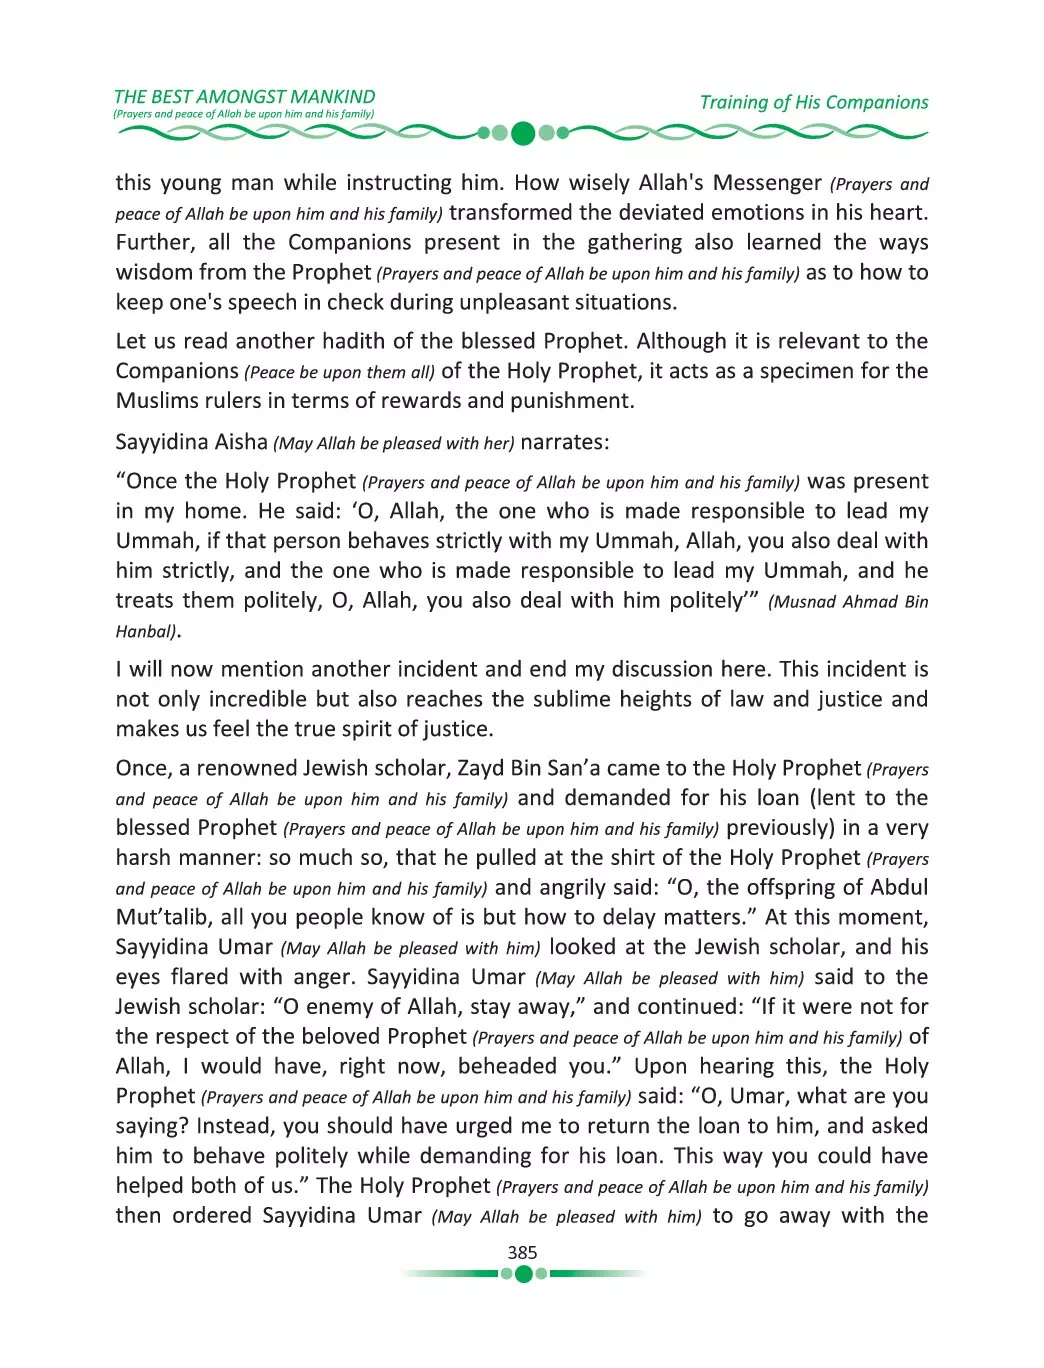 THE BEST AMONGST MANKIND
(Prayers and peace of Allah be upon him and his family)
Training of His Companions
this young man while instructing him. How wisely Allah's Messenger (Prayers and
peace of Allah be upon him and his family) transformed the deviated emotions in his heart.
Further, all the Companions present in the gathering also learned the ways
wisdom from the Prophet (Prayers and peace of Allah be upon him and his family) as to how to
keep one's speech in check during unpleasant situations.
Let us read another hadith of the blessed Prophet. Although it is relevant to the
Companions (Peace be upon them all) of the Holy Prophet, it acts as a specimen for the
Muslims rulers in terms of rewards and punishment.
Sayyidina Aisha (May Allah be pleased with her) narrates:
“Once the Holy Prophet (Prayers and peace of Allah be upon him and his family) was present
in my home. He said: ‘O, Allah, the one who is made responsible to lead my
Ummah, if that person behaves strictly with my Ummah, Allah, you also deal with
him strictly, and the one who is made responsible to lead my Ummah, and he
treats them politely, O, Allah, you also deal with him politely’” (Musnad Ahmad Bin
Hanbal).
I will now mention another incident and end my discussion here. This incident is
not only incredible but also reaches the sublime heights of law and justice and
makes us feel the true spirit of justice.
Once, a renowned Jewish scholar, Zayd Bin San’a came to the Holy Prophet (Prayers
and peace of Allah be upon him and his family) and demanded for his loan (lent to the
blessed Prophet (Prayers and peace of Allah be upon him and his family) previously) in a very
harsh manner: so much so, that he pulled at the shirt of the Holy Prophet (Prayers
and peace of Allah be upon him and his family) and angrily said: “O, the offspring of Abdul
Mut’talib, all you people know of is but how to delay matters.” At this moment,
Sayyidina Umar (May Allah be pleased with him) looked at the Jewish scholar, and his
eyes flared with anger. Sayyidina Umar (May Allah be pleased with him) said to the
Jewish scholar: “O enemy of Allah, stay away,” and continued: “If it were not for
the respect of the beloved Prophet (Prayers and peace of Allah be upon him and his family) of
Allah, I would have, right now, beheaded you.” Upon hearing this, the Holy
Prophet (Prayers and peace of Allah be upon him and his family) said: “O, Umar, what are you
saying? Instead, you should have urged me to return the loan to him, and asked
him to behave politely while demanding for his loan. This way you could have
helped both of us.” The Holy Prophet (Prayers and peace of Allah be upon him and his family)
then ordered Sayyidina Umar (May Allah be pleased with him) to go away with the
385